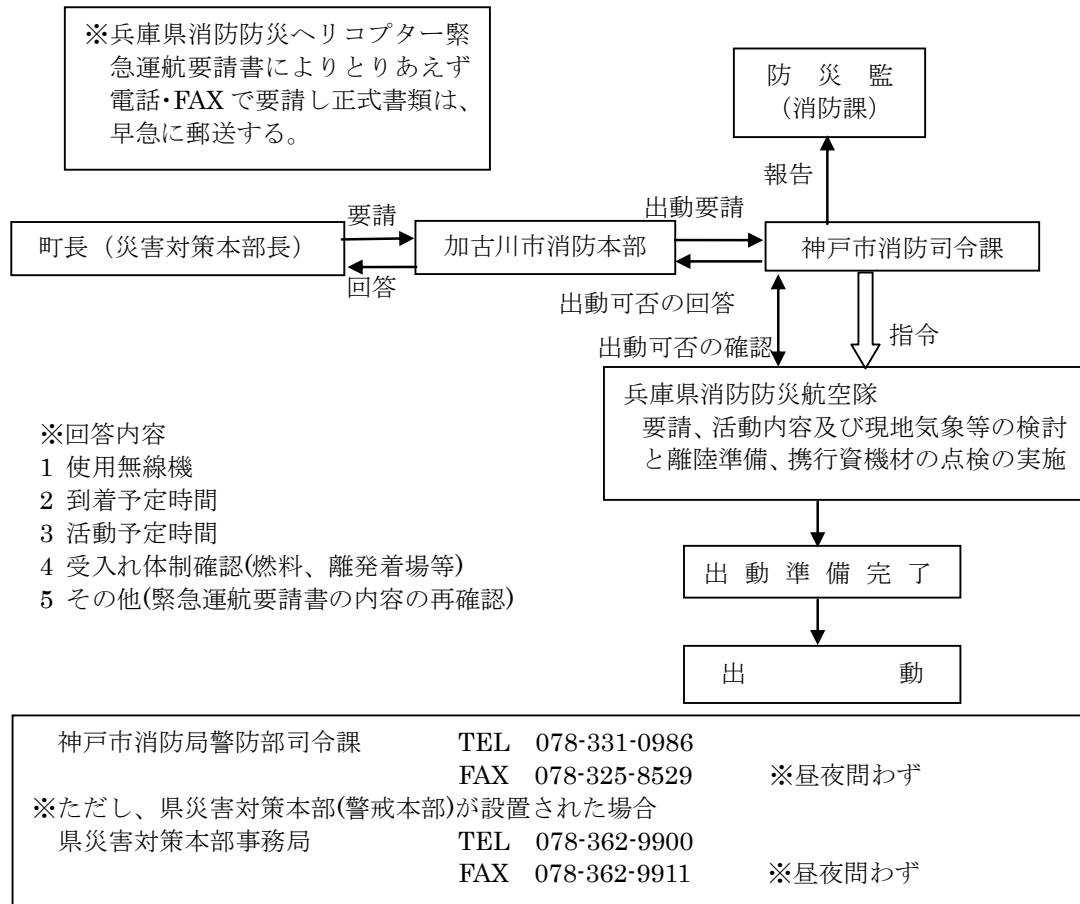 ※兵庫県消防防災ヘリコプター緊
急運航要請書によりとりあえず
電話・FAXで要請し正式書類は、
早急に郵送する。
防災監
（消防課）
報告
要請
出動要請
町長（災害対策本部長）
加古川市消防本部
神戸市消防司令課
回答
出動可否の回答
出動可否の確認
指令
兵庫県消防防災航空隊
要請、活動内容及び現地気象等の検討
と離陸準備、携行資機材の点検の実施
※回答内容
1 使用無線機
2 到着予定時間
3 活動予定時間
4 受入れ体制確認(燃料、離発着場等)
5 その他(緊急運航要請書の内容の再確認)
出動準備完了
出動
神戸市消防局警防部司令課 TEL 078-331-0986
FAX 078-325-8529 ※昼夜問わず
※ただし、県災害対策本部(警戒本部)が設置された場合
県災害対策本部事務局 TEL 078-362-9900
FAX 078-362-9911 ※昼夜問わず